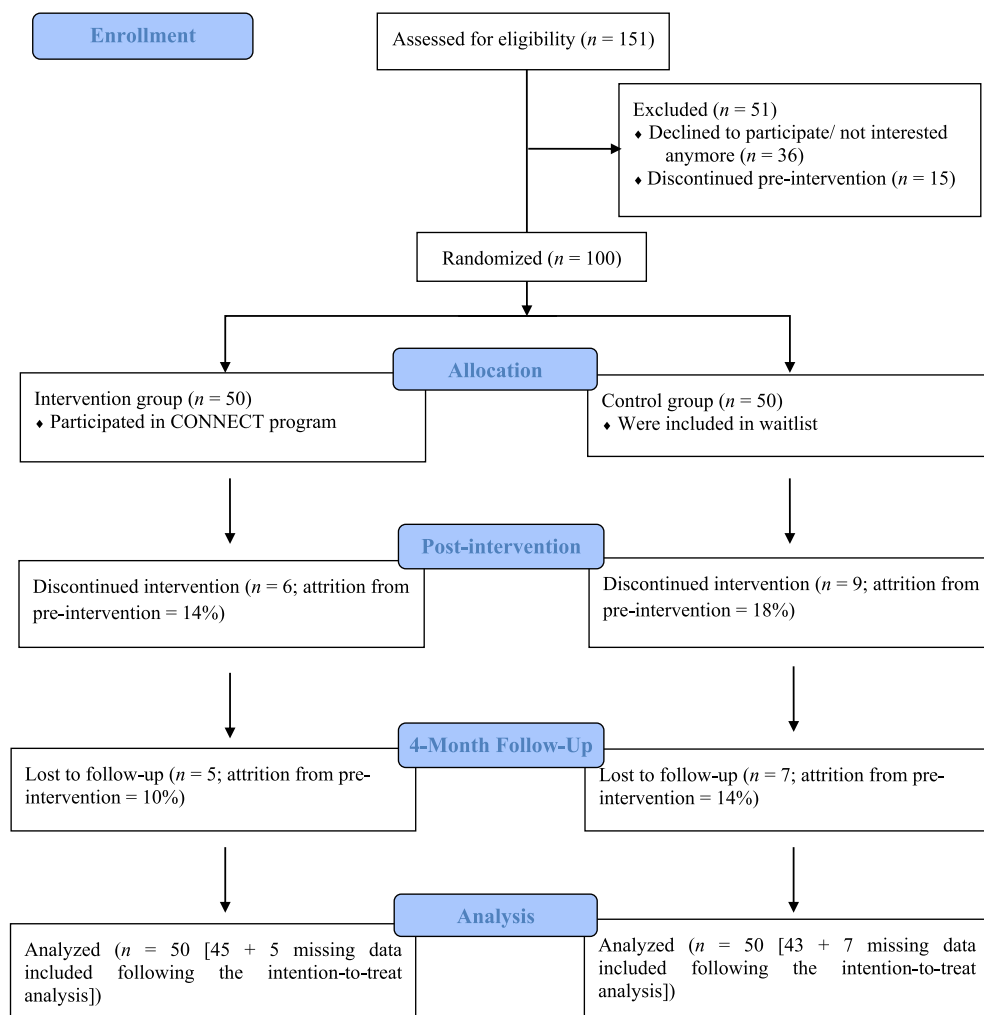 Enrollment
Assessed for eligibility (n = 151)
Excluded (n = 51)
♦ Declined to participate/ not interested
anymore (n = 36)
♦ Discontinued pre-intervention (n = 15)
Randomized (n = 100)
Allocation
Intervention group (n = 50)
♦ Participated in CONNECT program
Control group (n = 50)
♦ Were included in waitlist
Post-intervention
Discontinued intervention (n = 6; attrition from
pre-intervention = 14%)
Discontinued intervention (n = 9; attrition from
pre-intervention = 18%)
4-Month Follow-Up
Lost to follow-up (n = 5; attrition from pre-
intervention = 10%)
Lost to follow-up (n = 7; attrition from pre-
intervention = 14%)
Analysis
Analyzed (n = 50 [45 + 5 missing data
included following the intention-to-treat
analysis])
Analyzed (n = 50 [43 + 7 missing data
included following the intention-to-treat
analysis])